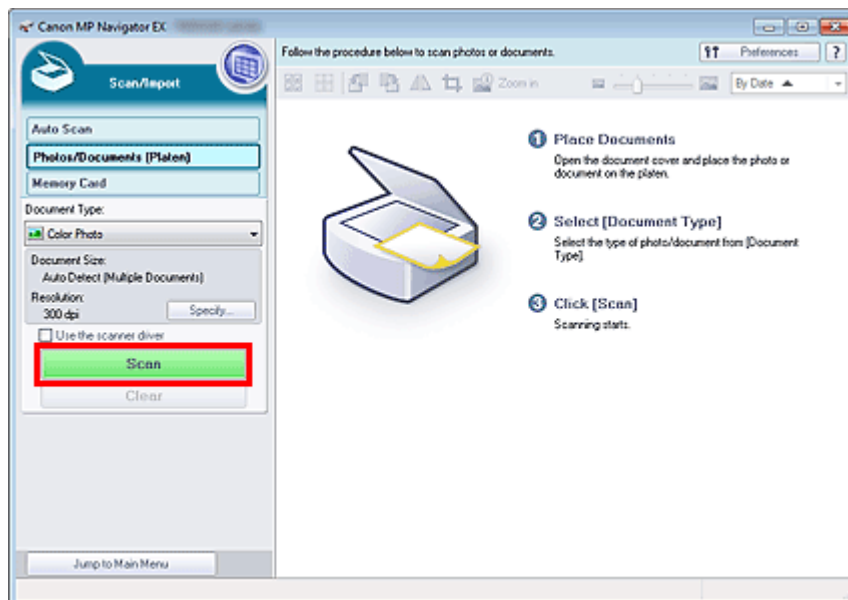 Canon MP Navigator EX
Scan/Import
Auto Scan
Photos/Documents (Platen)
Memory Card
Document Type:
Color Photo
Document Size:
Auto Detect (Multiple Documents)
Resolution:
300 dpi
Specify...
Use the scanner driver
Scan
Clear
Jump to Main Menu
Follow the procedure below to scan photos or documents.
Preferences
?
Zoom in
By Date
1 Place Documents
Open the document cover and place the photo or
document on the platen.
2 Select [Document Type]
Select the type of photo/document from [Document
Type].
3 Click [Scan]
Scanning starts.